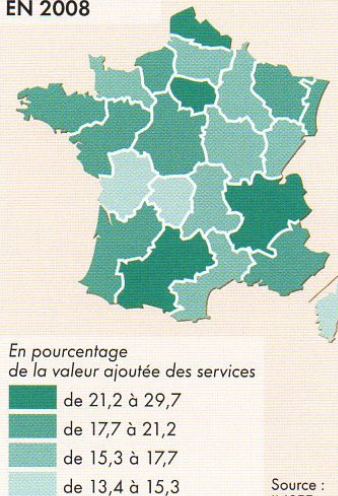 EN 2008
En pourcentage
de la valeur ajoutée des services
de 21,2 à 29,7
de 17,7 à 21,2
de 15,3 à 17,7
de 13,4 à 15,3
Source :